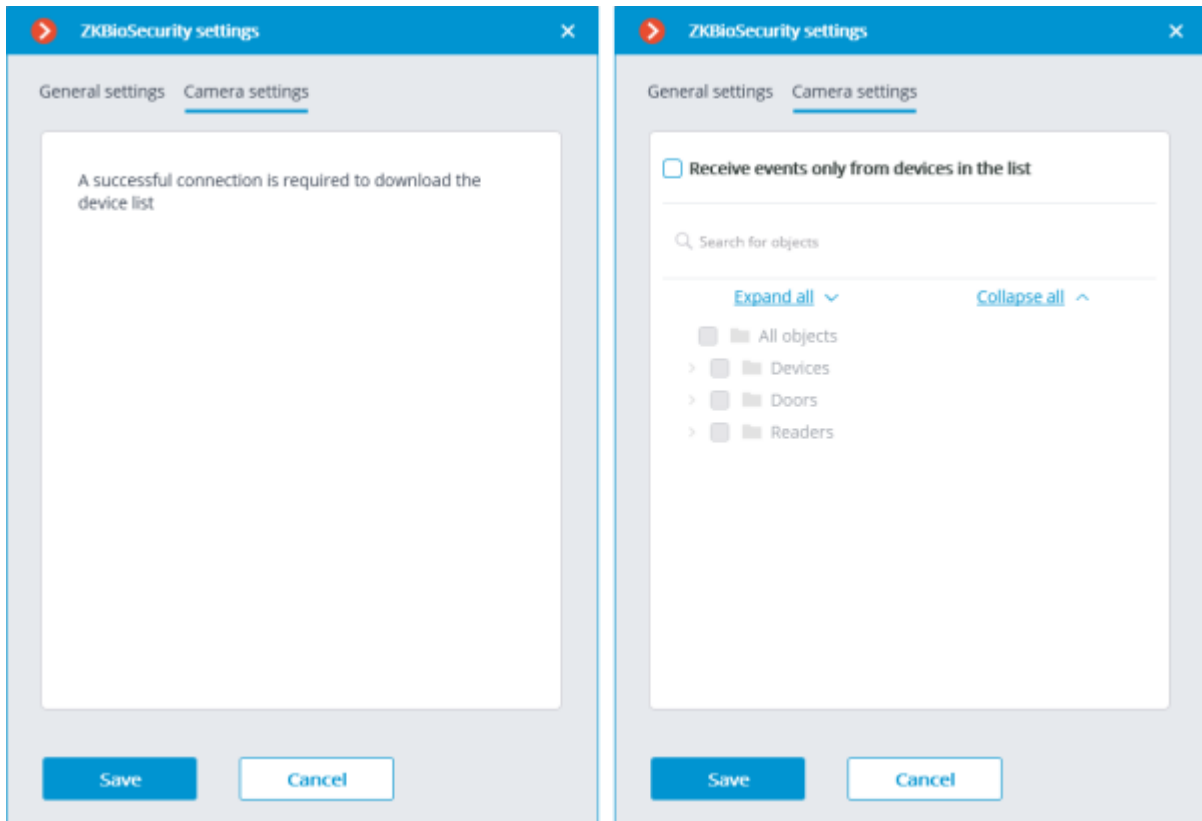 ZKBioSecurity settings
General settings Camera settings
A successful connection is required to download the
device list
Save Cancel
ZKBioSecurity settings
General settings Camera settings
Receive events only from devices in the list
Search for objects
Expand all Collapse all
All objects
Devices
Doors
Readers
Save Cancel